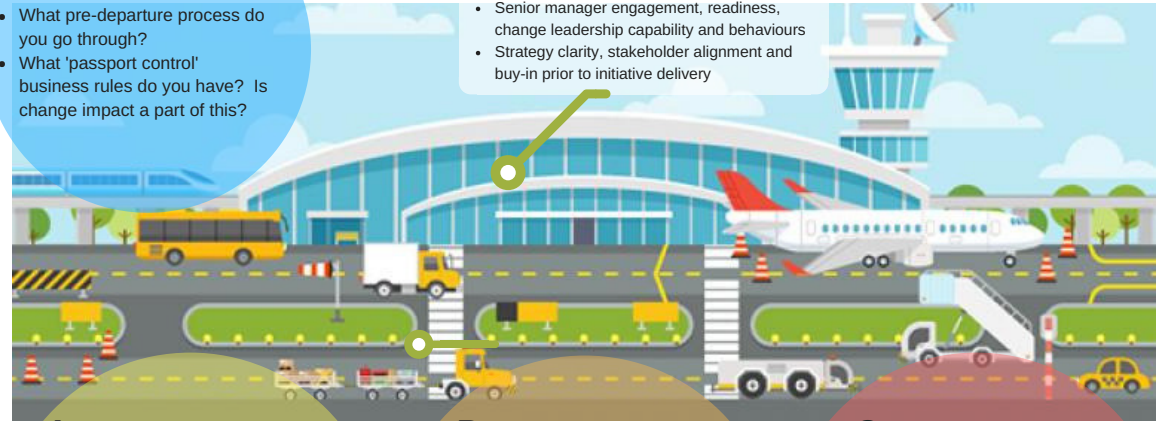 • What pre-departure process do
you go through?
• What 'passport control'
business rules do you have?  Is
change impact a part of this?
• Senior manager engagement, readiness,
change leadership capability and behaviours
• Strategy clarity, stakeholder alignment and
buy-in prior to initiative delivery